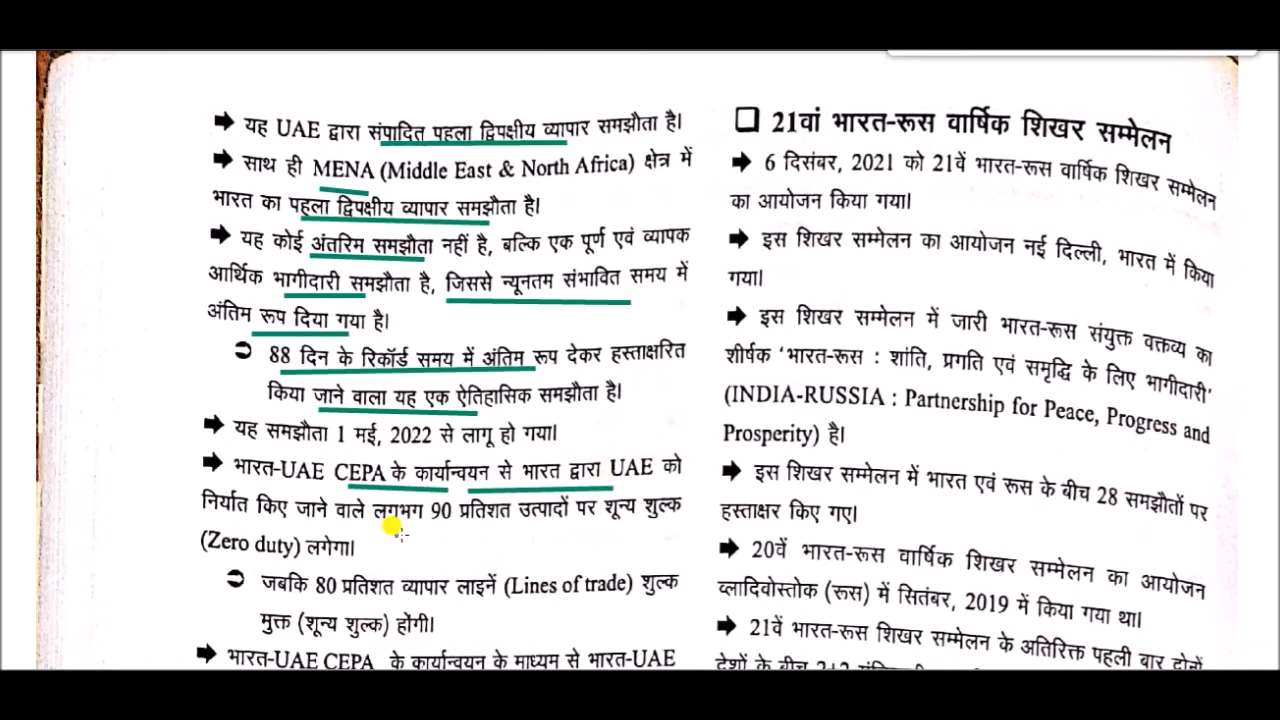 ➡ यह UAE द्वारा संपादित पहला द्विपक्षीय व्यापार समझौता है।
➡ साथ ही MENA (Middle East & North Africa) क्षेत्र में
भारत का पहला द्विपक्षीय व्यापार समझौता है।
➡ यह कोई अंतरिम समझौता नहीं है, बल्कि एक पूर्ण एवं व्यापक
आर्थिक भागीदारी समझौता है, जिससे न्यूनतम संभावित समय में
अंतिम रूप दिया गया है।
➲ 88 दिन के रिकॉर्ड समय में अंतिम रूप देकर हस्ताक्षरित
किया जाने वाला यह एक ऐतिहासिक समझौता है।
➡ यह समझौता 1 मई, 2022 से लागू हो गया।
➡ भारत-UAE CEPA के कार्यान्वयन से भारत द्वारा UAE को
निर्यात किए जाने वाले लगभग 90 प्रतिशत उत्पादों पर शून्य शुल्क
(Zero duty) लगेगा।
➲ जबकि 80 प्रतिशत व्यापार लाइनें (Lines of trade) शुल्क
मुक्त (शून्य शुल्क) होंगी।
➡ भारत-UAE CEPA के कार्यान्वयन के माध्यम से भारत-UAE
❑ 21वां भारत-रूस वार्षिक शिखर सम्मेलन
➡ 6 दिसंबर, 2021 को 21वें भारत-रूस वार्षिक शिखर सम्मेलन
का आयोजन किया गया।
➡ इस शिखर सम्मेलन का आयोजन नई दिल्ली, भारत में किया
गया।
➡ इस शिखर सम्मेलन में जारी भारत-रूस संयुक्त वक्तव्य का
शीर्षक 'भारत-रूस : शांति, प्रगति एवं समृद्धि के लिए भागीदारी'
(INDIA-RUSSIA : Partnership for Peace, Progress and
Prosperity) है।
➡ इस शिखर सम्मेलन में भारत एवं रूस के बीच 28 समझौतों पर
हस्ताक्षर किए गए।
➡ 20वें भारत-रूस वार्षिक शिखर सम्मेलन का आयोजन
व्लादिवोस्तोक (रूस) में सितंबर, 2019 में किया गया था।
➡ 21वें भारत-रूस शिखर सम्मेलन के अतिरिक्त पहली बार दोनों
देशों के बीच 2+2